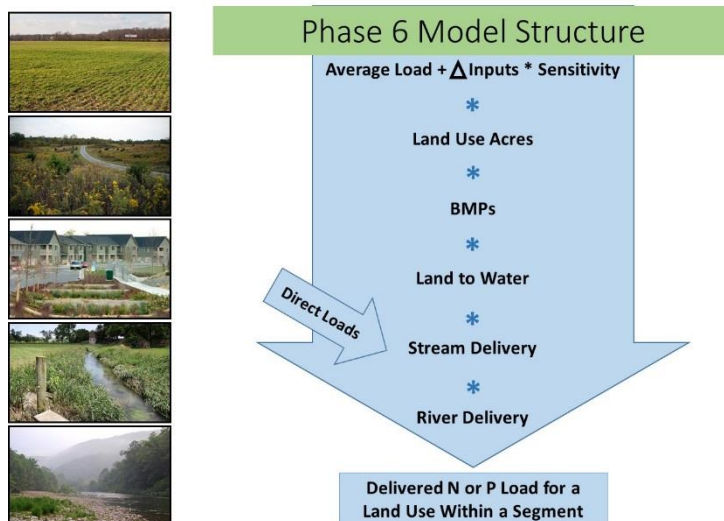 Phase 6 Model Structure
Average Load + Δ Inputs * Sensitivity
*
Land Use Acres
*
BMPs
*
Land to Water
Direct Loads
*
Stream Delivery
*
River Delivery
Delivered N or P Load for a
Land Use Within a Segment